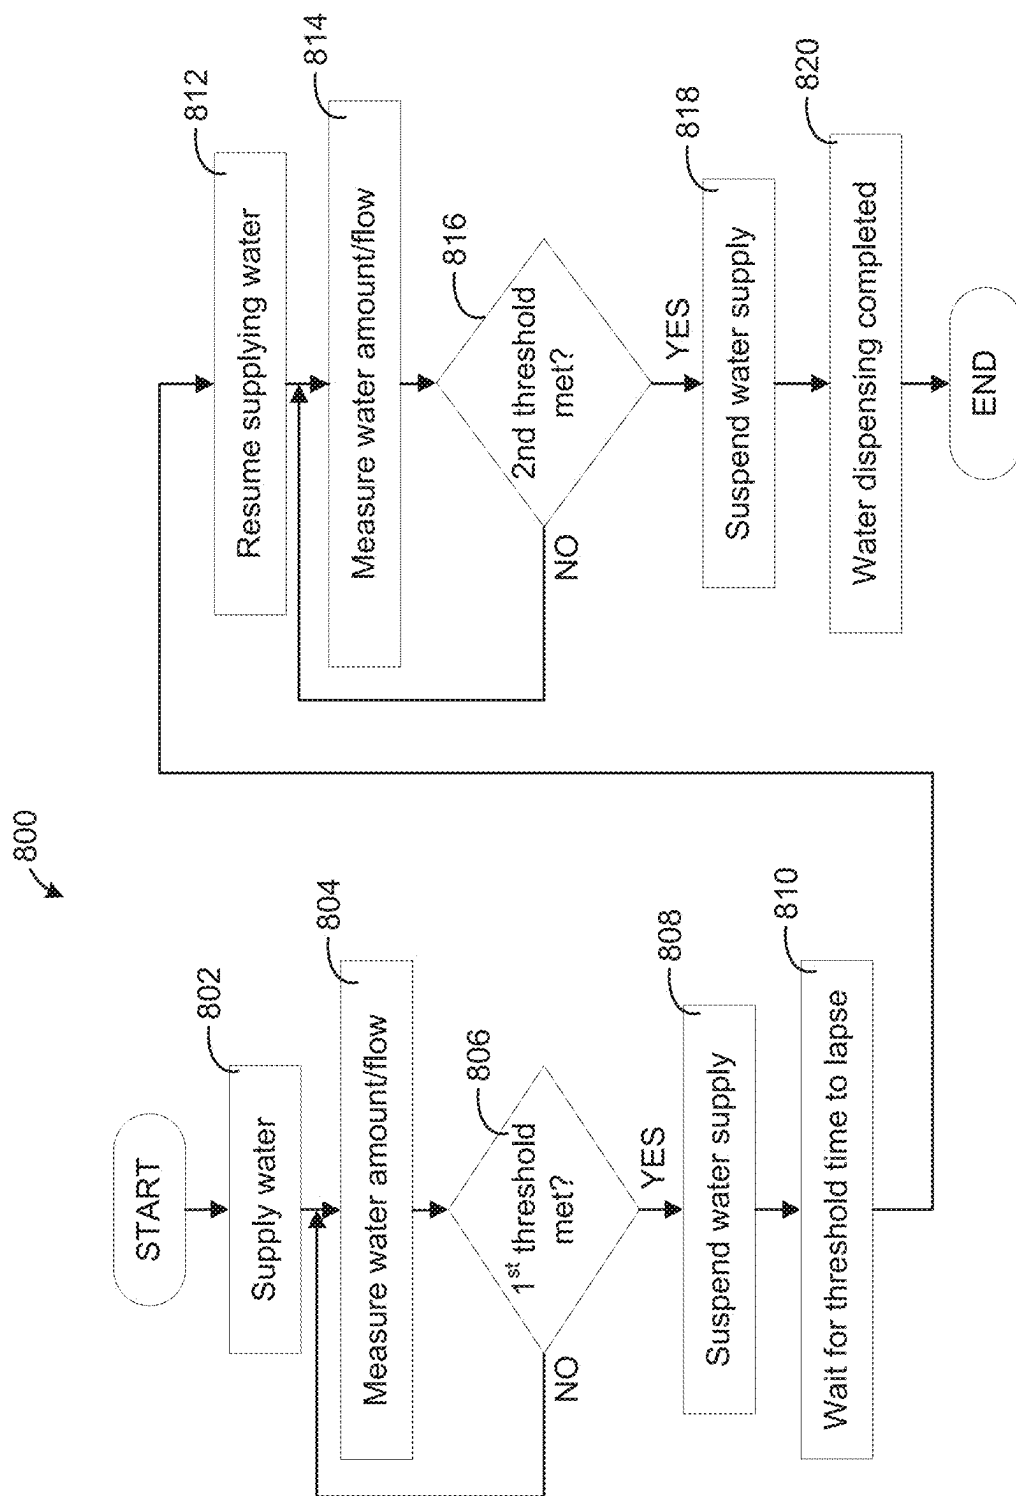 800
START
802
Supply water
804
Measure water amount/flow
806
1st threshold
met?
NO
YES
808
Suspend water supply
810
Wait for threshold time to lapse
812
Resume supplying water
814
Measure water amount/flow
816
2nd threshold
met?
NO
YES
818
Suspend water supply
820
Water dispensing completed
END